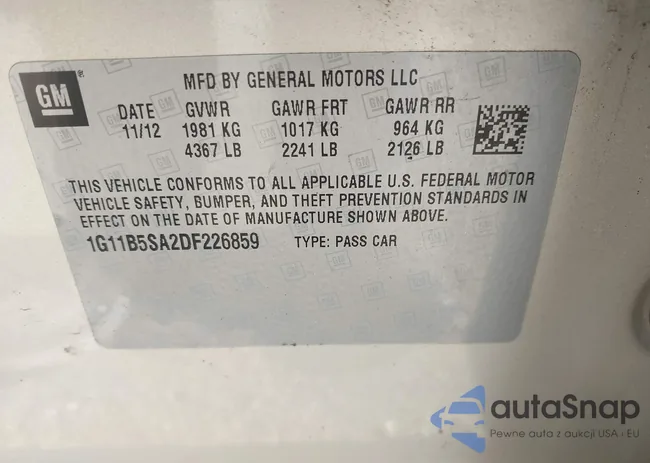 GM
MFD BY GENERAL MOTORS LLC
DATE GVWR GAWR FRT GAWR RR
11/12 1981 KG 1017 KG 964 KG
4367 LB 2241 LB 2126 LB
THIS VEHICLE CONFORMS TO ALL APPLICABLE U.S. FEDERAL MOTOR
VEHICLE SAFETY, BUMPER, AND THEFT PREVENTION STANDARDS IN
EFFECT ON THE DATE OF MANUFACTURE SHOWN ABOVE.
1G11B5SA2DF226859 TYPE: PASS CAR
autaSnap
Pewne auta z aukcji USA i EU